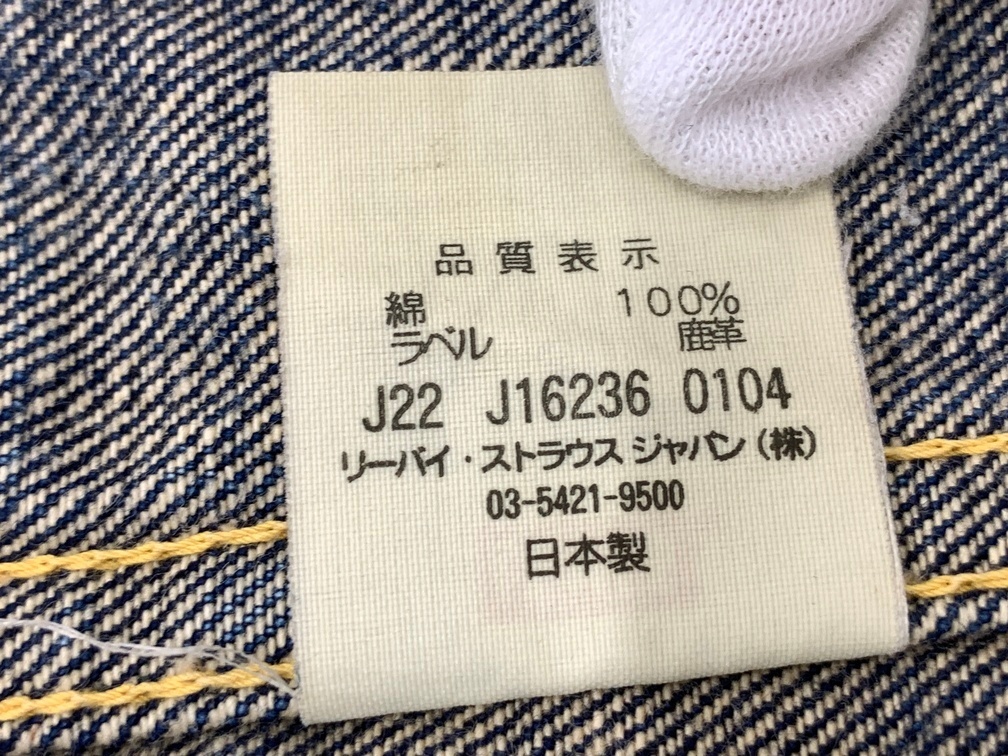 品質表示
綿 100%
ラベル 鹿革
J22 J16236 0104
リーバイ・ストラウス ジャパン(株)
03-5421-9500
日本製